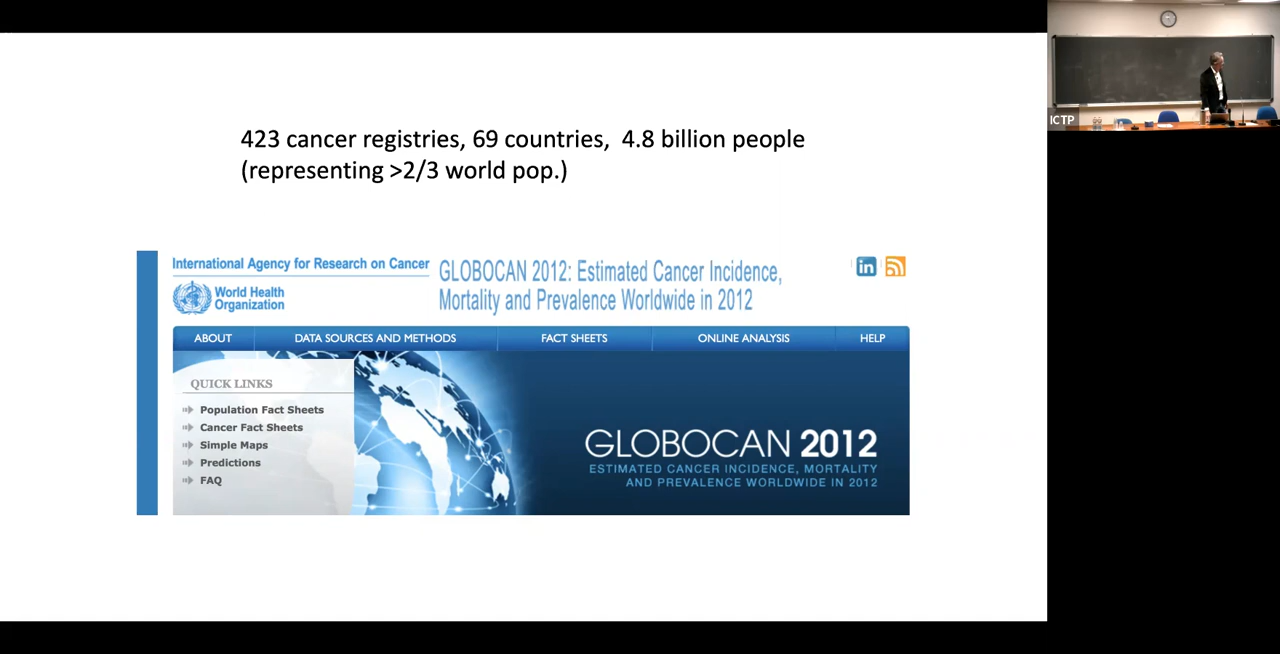 423 cancer registries, 69 countries,  4.8 billion people
(representing >2/3 world pop.)
ICTP
International Agency for Research on Cancer
World Health
Organization
GLOBOCAN 2012: Estimated Cancer Incidence,
Mortality and Prevalence Worldwide in 2012
in
ABOUT
DATA SOURCES AND METHODS
FACT SHEETS
ONLINE ANALYSIS
HELP
QUICK LINKS
Population Fact Sheets
Cancer Fact Sheets
Simple Maps
Predictions
FAQ
GLOBOCAN 2012
ESTIMATED CANCER INCIDENCE, MORTALITY
AND PREVALENCE WORLDWIDE IN 2012